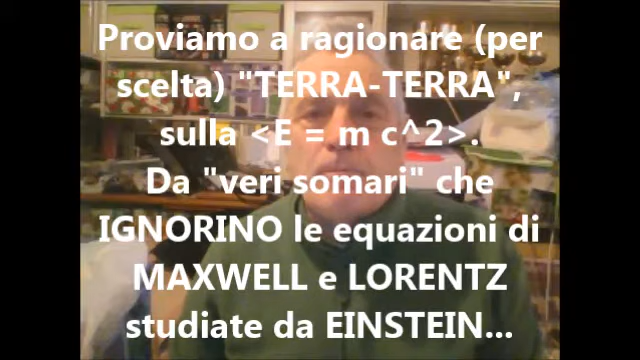 Proviamo a ragionare (per
scelta) "TERRA-TERRA",
sulla <E = m c^2>.
Da "veri somari" che
IGNORINO le equazioni di
MAXWELL e LORENTZ
studiate da EINSTEIN...